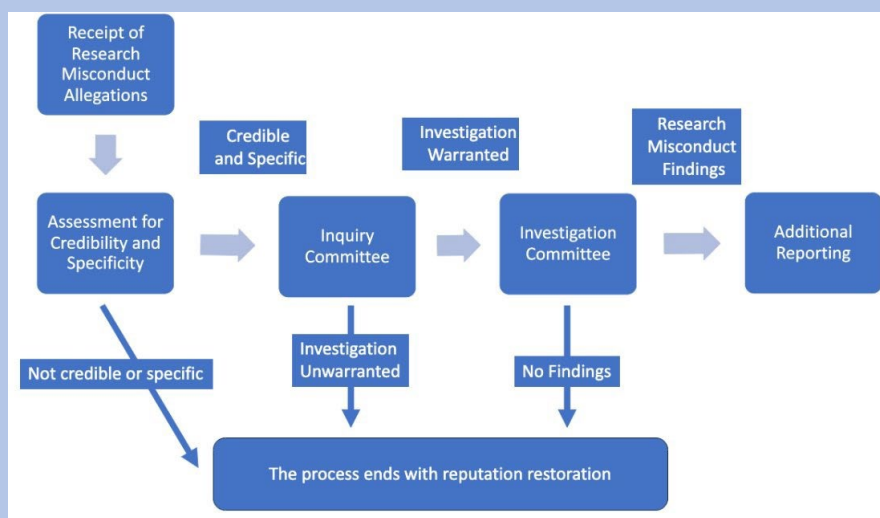 Receipt of
Research
Misconduct
Allegations
Credible
and Specific
Investigation
Warranted
Research
Misconduct
Findings
Assessment for
Credibility and
Specificity
Inquiry
Committee
Investigation
Committee
Additional
Reporting
Not credible or specific
Investigation
Unwarranted
No Findings
The process ends with reputation restoration